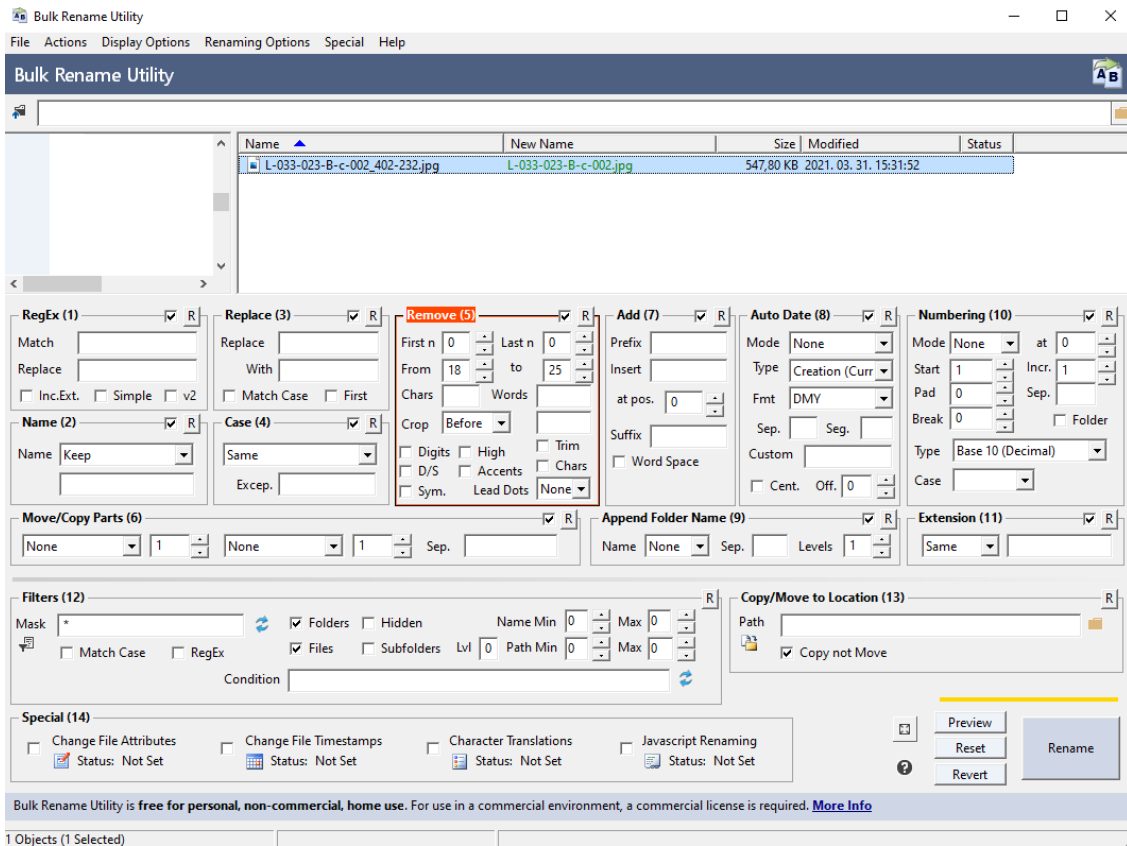 Bulk Rename Utility
File Actions Display Options Renaming Options Special Help
Bulk Rename Utility
AB
Name New Name Size Modified Status
L-033-023-B-c-002_402-232.jpg L-033-023-B-c-002.jpg 547,80 KB 2021. 03. 31. 15:31:52
RegEx (1) R Replace (3) R Remove (5) R Add (7) R Auto Date (8) R Numbering (10) R
Match Replace First n 0 Last n 0 Prefix Mode None Mode None at 0
Replace With From 18 to 25 Insert Type Creation (Curr Start 1 Incr. 1
Inc.Ext. Simple v2 Match Case First Chars Words at pos. 0 Fmt DMY Pad 0 Sep.
Name (2) R Case (4) R Crop Before Suffix Sep. Seg. Break 0 Folder
Name Keep Same Digits High Trim Word Space Custom Type Base 10 (Decimal)
Excep. D/S Accents Chars Cent. Off. 0 Case
Sym. Lead Dots None
Move/Copy Parts (6) R Append Folder Name (9) R Extension (11) R
None 1 None 1 Sep. Name None Sep. Levels 1 Same
Filters (12) R Copy/Move to Location (13) R
Mask * Folders Hidden Name Min 0 Max 0 Path
Match Case RegEx Files Subfolders Lvl 0 Path Min 0 Max 0 Copy not Move
Condition
Special (14)
Change File Attributes Change File Timestamps Character Translations Javascript Renaming
Status: Not Set Status: Not Set Status: Not Set Status: Not Set
Preview
Reset Rename
Revert
Bulk Rename Utility is free for personal, non-commercial, home use. For use in a commercial environment, a commercial license is required. More Info
1 Objects (1 Selected)